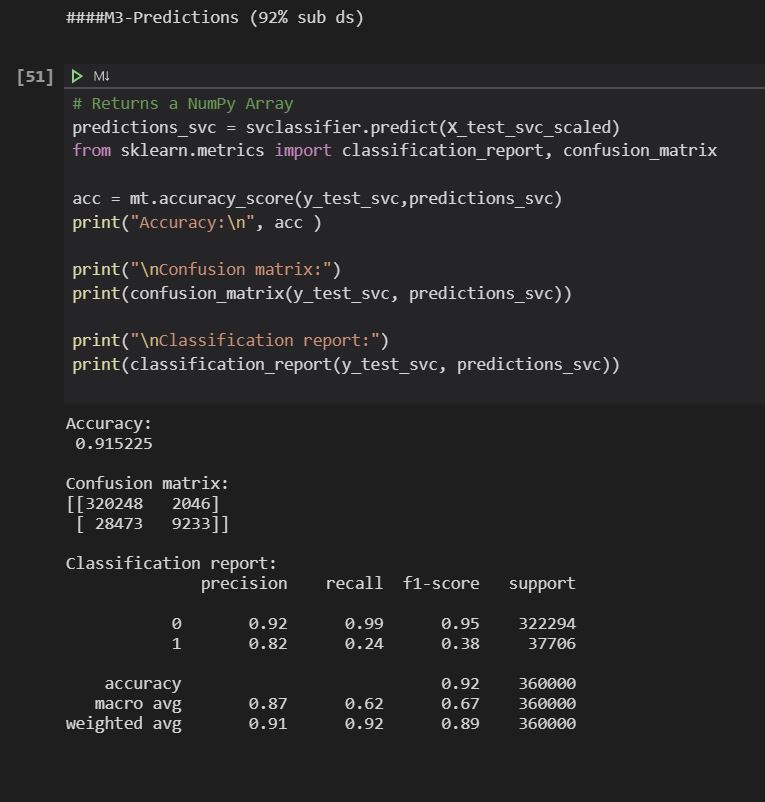 ####M3-Predictions (92% sub ds)
[51] M↓
# Returns a NumPy Array
predictions_svc = svclassifier.predict(X_test_svc_scaled)
from sklearn.metrics import classification_report, confusion_matrix
acc = mt.accuracy_score(y_test_svc,predictions_svc)
print("Accuracy:\n", acc )
print("\nConfusion matrix:")
print(confusion_matrix(y_test_svc, predictions_svc))
print("\nClassification report:")
print(classification_report(y_test_svc, predictions_svc))
Accuracy:
0.915225
Confusion matrix:
[[320248 2046]
[ 28473 9233]]
Classification report:
precision recall f1-score support
0 0.92 0.99 0.95 322294
1 0.82 0.24 0.38 37706
accuracy 0.92 360000
macro avg 0.87 0.62 0.67 360000
weighted avg 0.91 0.92 0.89 360000